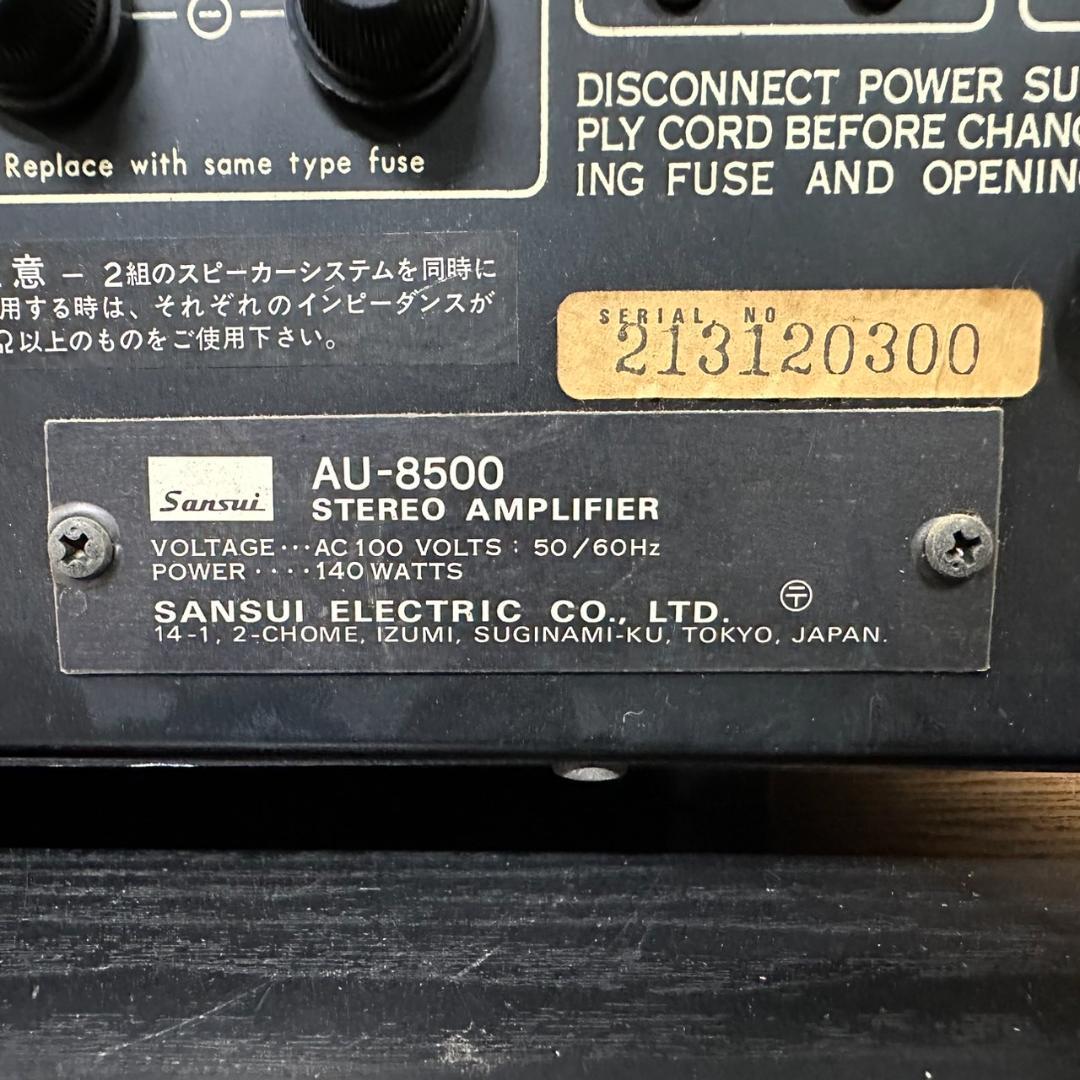 Replace with same type fuse
DISCONNECT POWER SU
PLY CORD BEFORE CHANG
ING FUSE AND OPENING
意 － 2組のスピーカーシステムを同時に
用する時は、それぞれのインピーダンスが
Ω以上のものをご使用下さい。
SERIAL. NO
213120300
Sansui
AU-8500
STEREO AMPLIFIER
VOLTAGE···AC 100 VOLTS : 50/60Hz
POWER ····140 WATTS
SANSUI ELECTRIC CO., LTD.
14-1, 2-CHOME, IZUMI, SUGINAMI-KU, TOKYO, JAPAN.